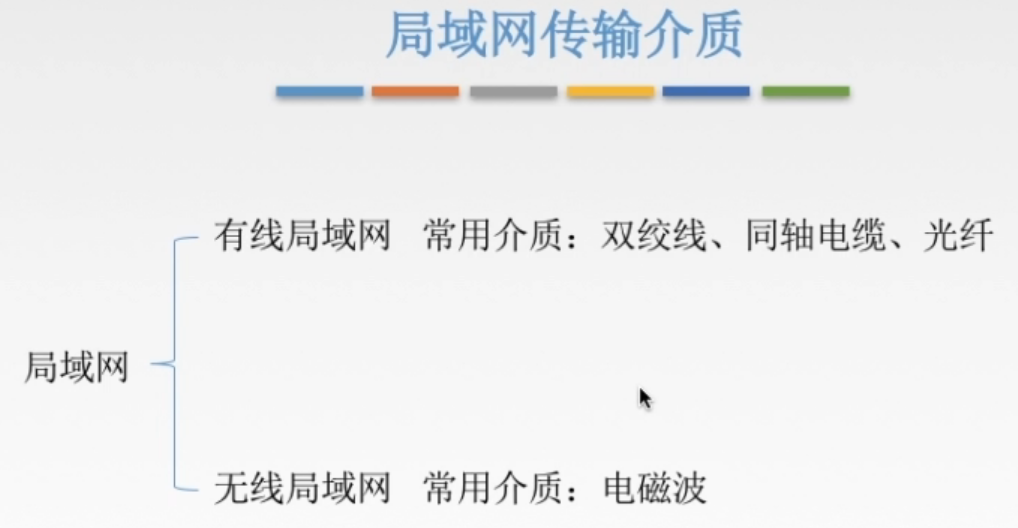 局域网传输介质
有线局域网 常用介质：双绞线、同轴电缆、光纤
局域网
无线局域网 常用介质：电磁波